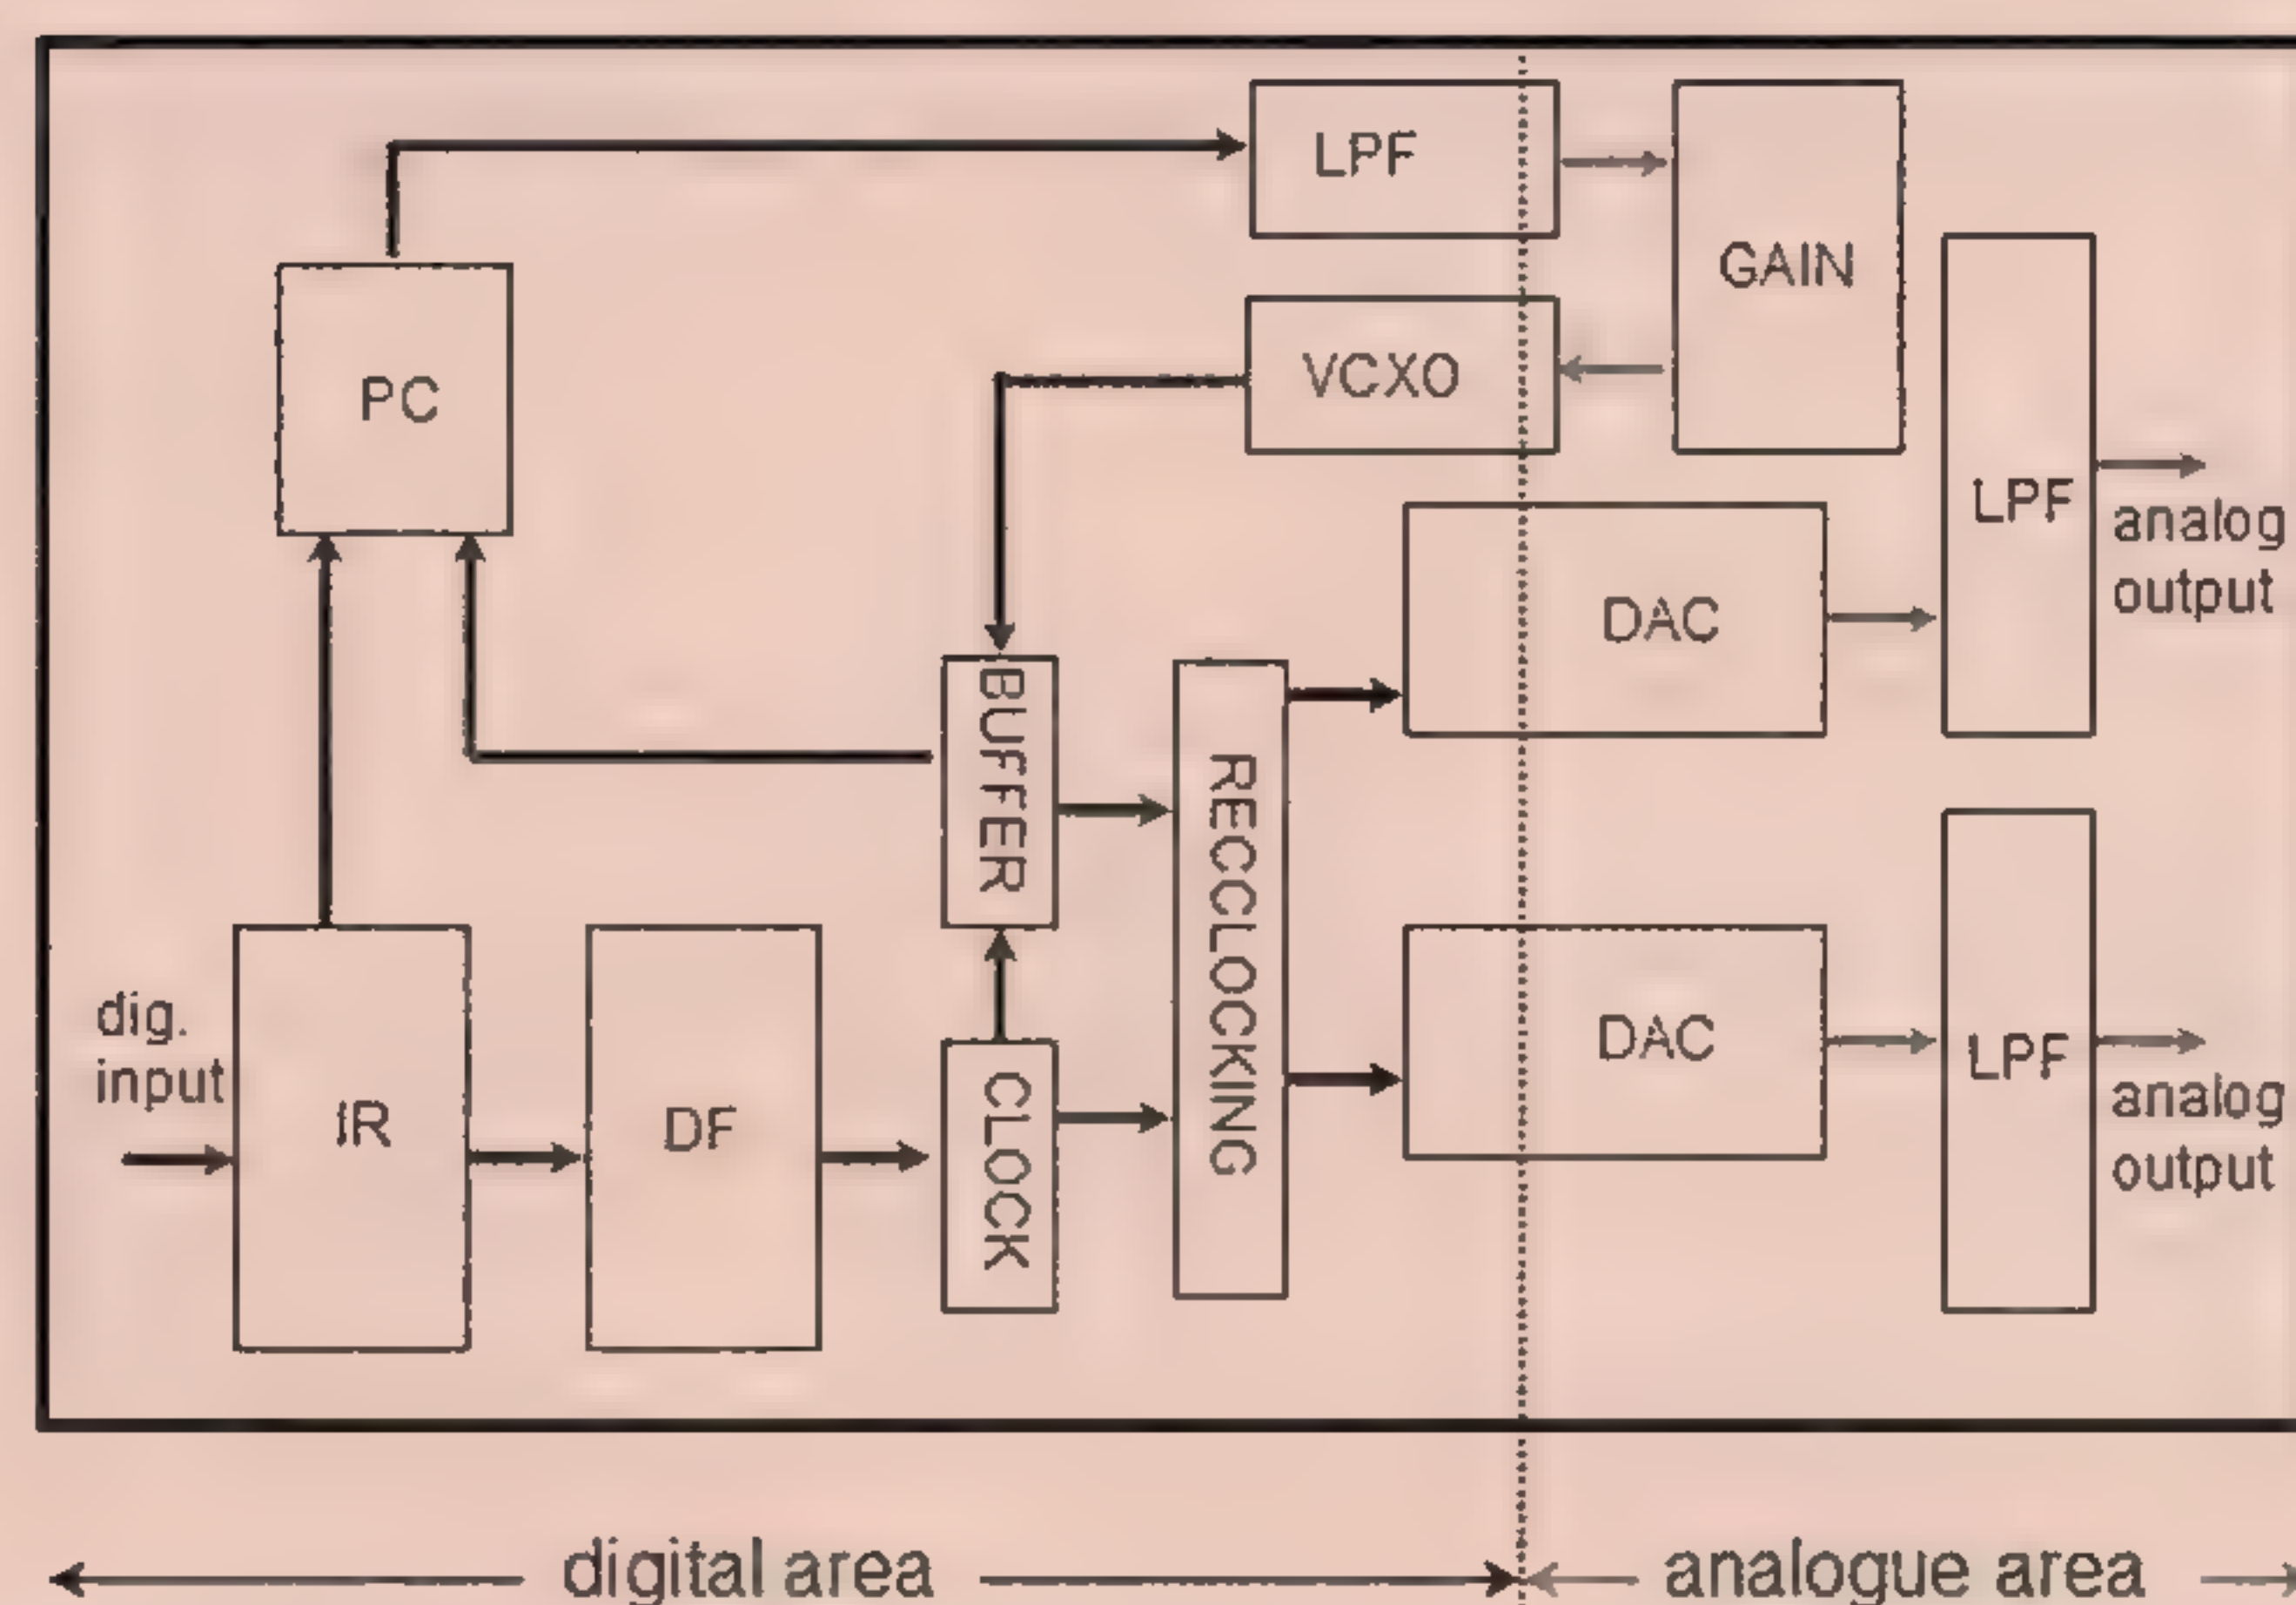 LPF
GAIN
PC
VCXO
LPF
analog
output
DAC
BUFFER
RECCLOCKING
dig.
input
IR
DF
CLOCK
DAC
LPF
analog
output
digital area
analogue area